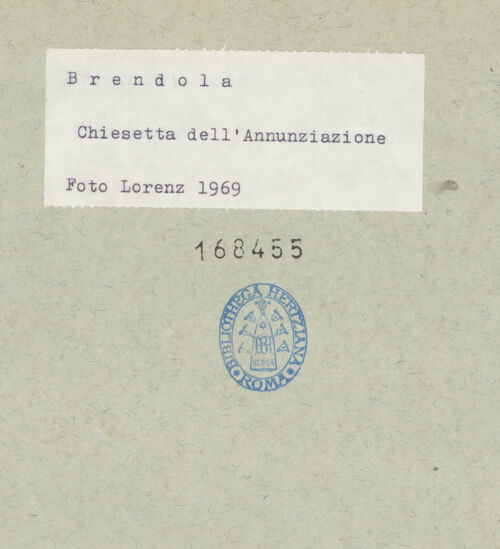 B r e n d o l a
Chiesetta dell'Annunziazione
Foto Lorenz 1969
168455
BIBLIOTHECA HERTZIANA
ROMA
ROMA